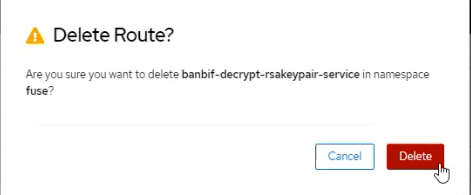 Delete Route?
Are you sure you want to delete banbif-decrypt-rsakeypair-service in namespace
fuse?
Cancel
Delete